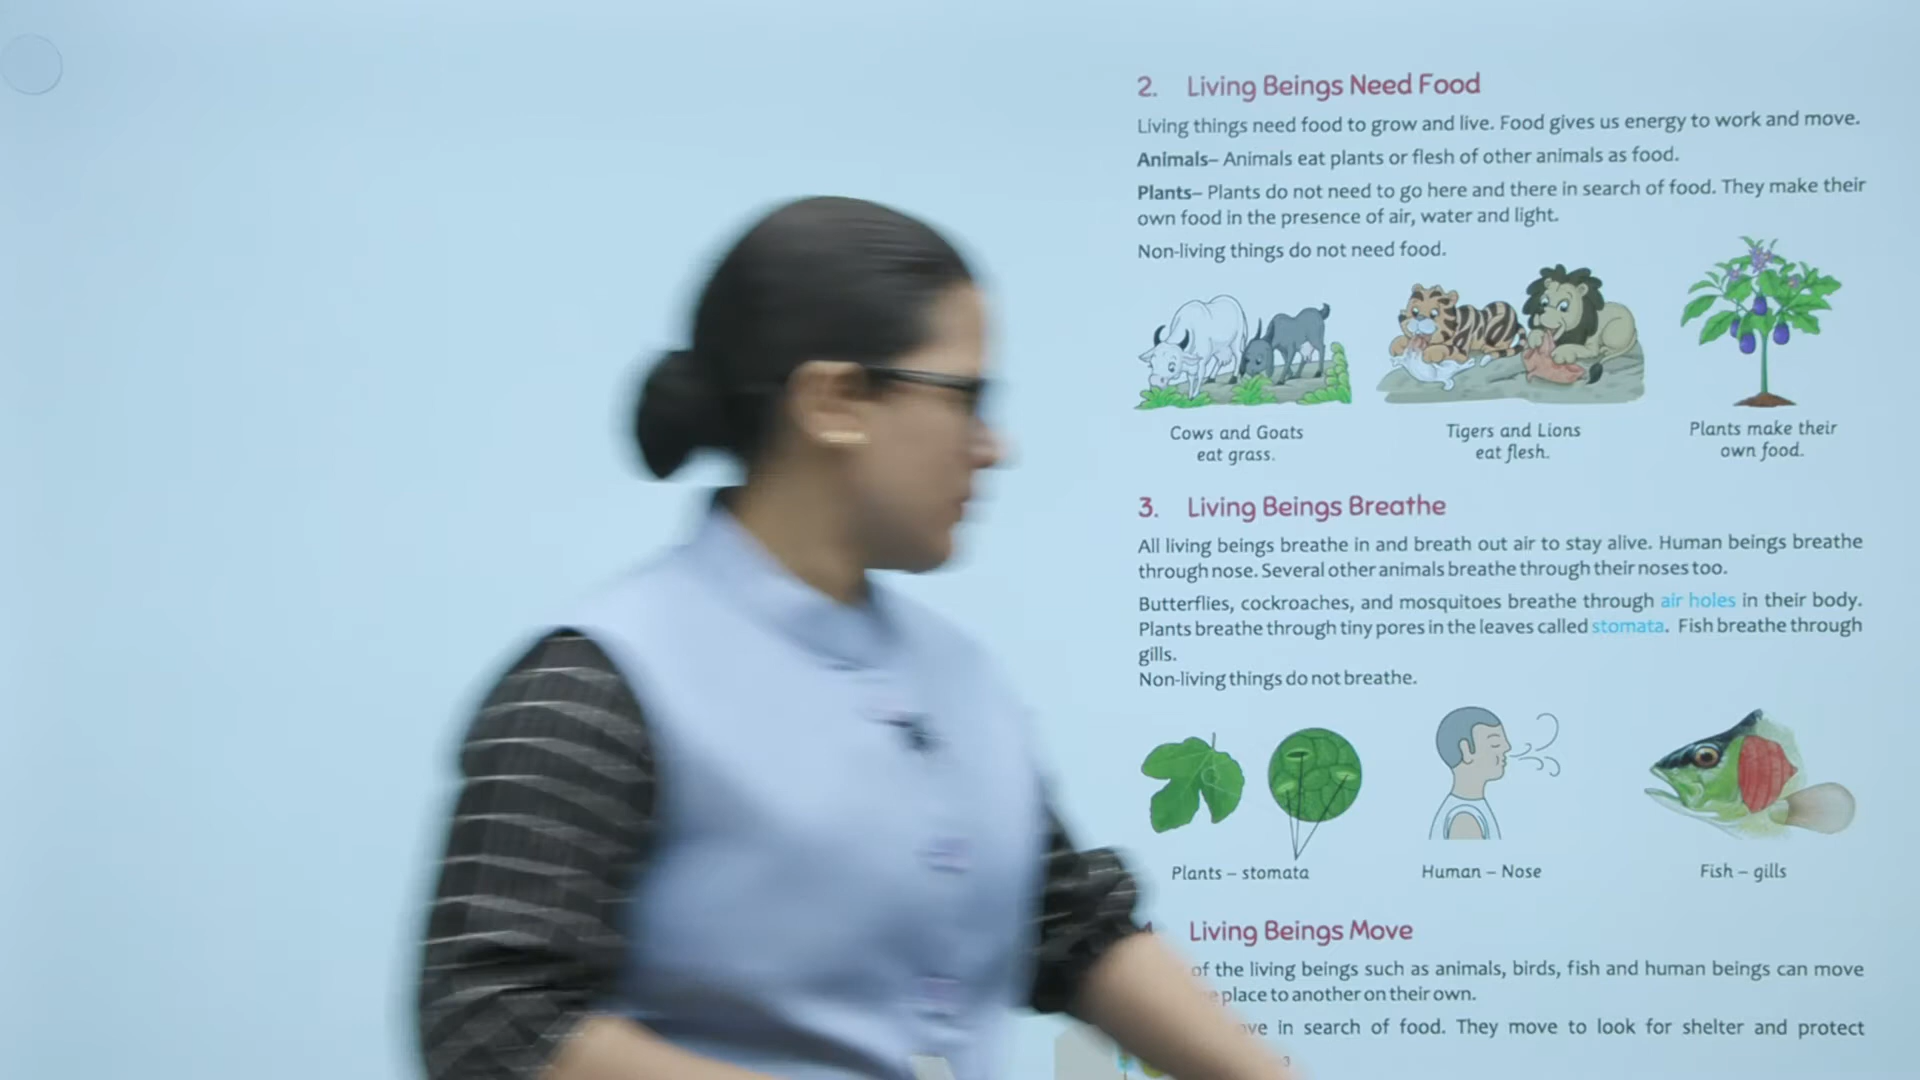 2. Living Beings Need Food
Living things need food to grow and live. Food gives us energy to work and move.
Animals– Animals eat plants or flesh of other animals as food.
Plants– Plants do not need to go here and there in search of food. They make their
own food in the presence of air, water and light.
Non-living things do not need food.
Cows and Goats
eat grass.
Tigers and Lions
eat flesh.
Plants make their
own food.
3. Living Beings Breathe
All living beings breathe in and breath out air to stay alive. Human beings breathe
through nose. Several other animals breathe through their noses too.
Butterflies, cockroaches, and mosquitoes breathe through air holes in their body.
Plants breathe through tiny pores in the leaves called stomata. Fish breathe through
gills.
Non-living things do not breathe.
Plants – stomata
Human – Nose
Fish – gills
Living Beings Move
of the living beings such as animals, birds, fish and human beings can move
place to another on their own.
in search of food. They move to look for shelter and protect
3